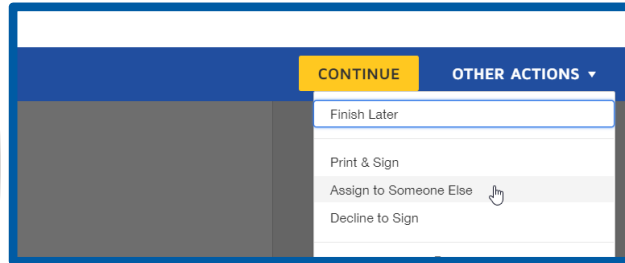 CONTINUE OTHER ACTIONS
Finish Later
Print & Sign
Assign to Someone Else
Decline to Sign